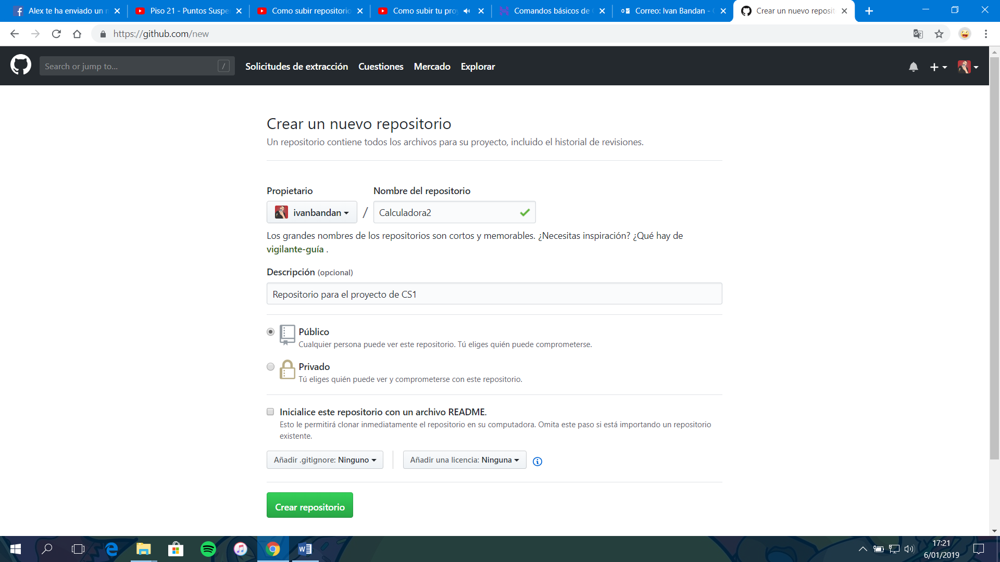 Alex te ha enviado un
Piso 21 - Puntos Suspe
Como subir repositorio
Como subir tu pro
Comandos básicos de
Correo: Ivan Bandan -
Crear un nuevo reposit
https://github.com/new
Search or jump to... /
Solicitudes de extracción Cuestiones Mercado Explorar
Crear un nuevo repositorio
Un repositorio contiene todos los archivos para su proyecto, incluido el historial de revisiones.
Propietario Nombre del repositorio
ivanbandan / Calculadora2
Los grandes nombres de los repositorios son cortos y memorables. ¿Necesitas inspiración? ¿Qué hay de
vigilante-guía .
Descripción (opcional)
Repositorio para el proyecto de CS1
Público
Cualquier persona puede ver este repositorio. Tú eliges quién puede comprometerse.
Privado
Tú eliges quién puede ver y comprometerse con este repositorio.
Inicialice este repositorio con un archivo README.
Esto le permitirá clonar inmediatamente el repositorio en su computadora. Omita este paso si está importando un repositorio
existente.
Añadir .gitignore: Ninguno Añadir una licencia: Ninguna
Crear repositorio
17:21
6/01/2019